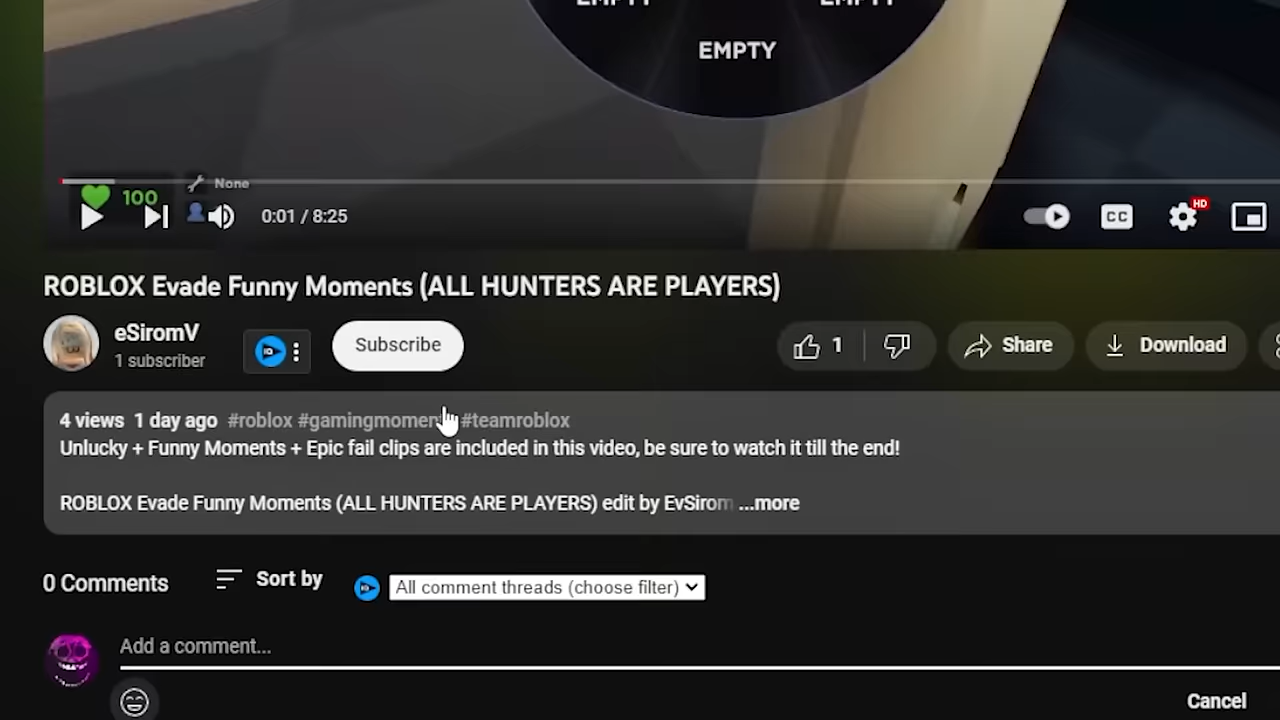 EMPTY EMPTY
EMPTY
100 None
0:01 / 8:25 CC HD
ROBLOX Evade Funny Moments (ALL HUNTERS ARE PLAYERS)
eSiromV
1 subscriber
Subscribe
1 Share Download
4 views 1 day ago #roblox #gamingmoment #teamroblox
Unlucky + Funny Moments + Epic fail clips are included in this video, be sure to watch it till the end!
ROBLOX Evade Funny Moments (ALL HUNTERS ARE PLAYERS) edit by EvSirom ...more
0 Comments Sort by All comment threads (choose filter)
Add a comment...
Cancel